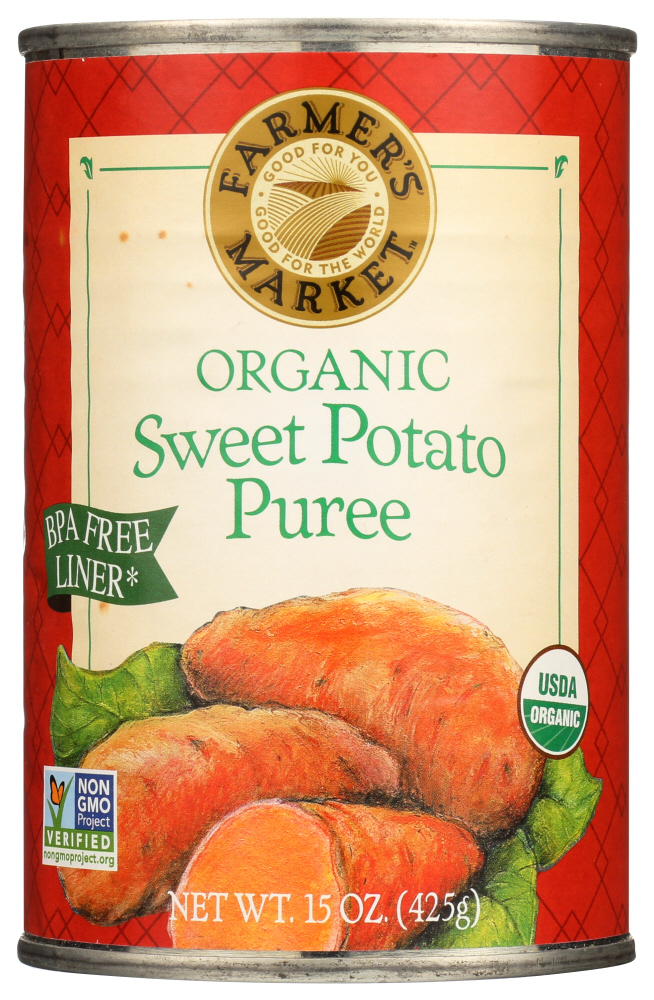 FARMER'S
GOOD FOR YOU
GOOD FOR THE WORLD
MARKET™
ORGANIC
Sweet Potato
Puree
BPA FREE
LINER*
USDA
ORGANIC
NON
GMO
Project
VERIFIED
nongmoproject.org
NET WT. 15 OZ. (425g)